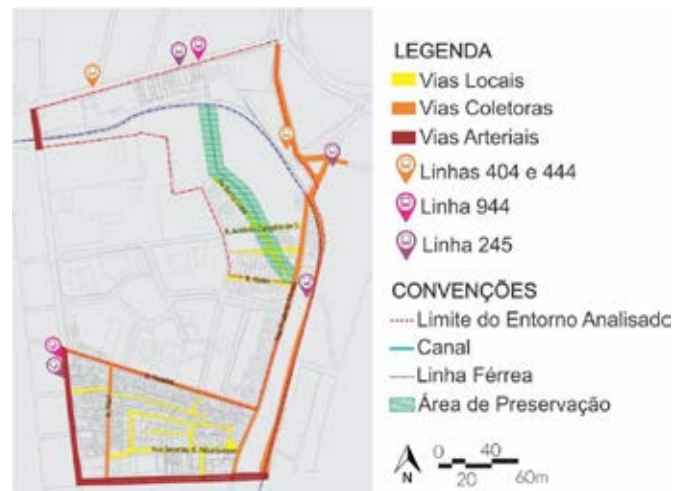 LEGENDA
Vias Locais
Vias Coletoras
Vias Arteriais
Linhas 404 e 444
Linha 944
Linha 245
CONVENÇÕES
Limite do Entorno Analisado
Canal
Linha Férrea
Área de Preservação
N
0 40
20 60m